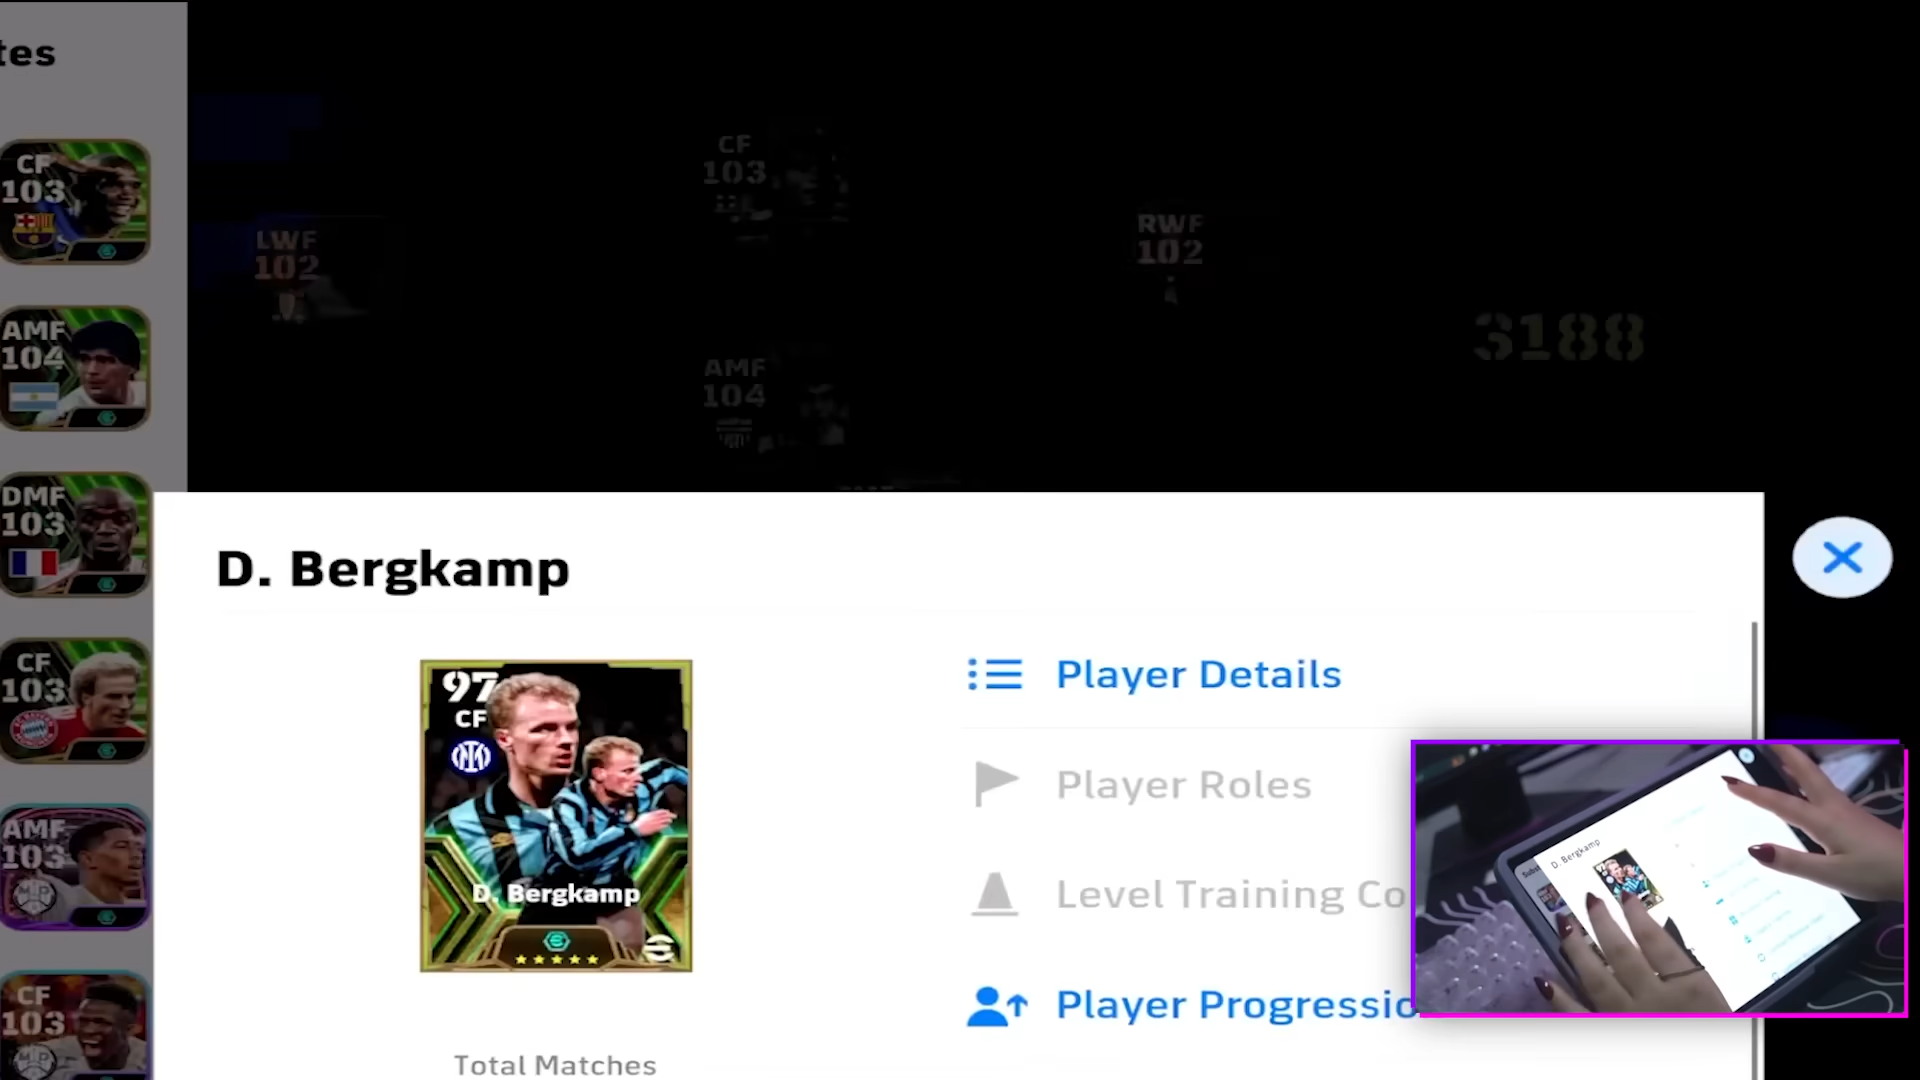 tes
CF
103
AMF
104
DMF
103
CF
103
AMF
103
CF
103
CF
103
LWF
102
RWF
102
AMF
104
3188
D. Bergkamp
97
CF
D. Bergkamp
Total Matches
Player Details
Player Roles
Level Training Co
Player Progressio
D. Bergkamp